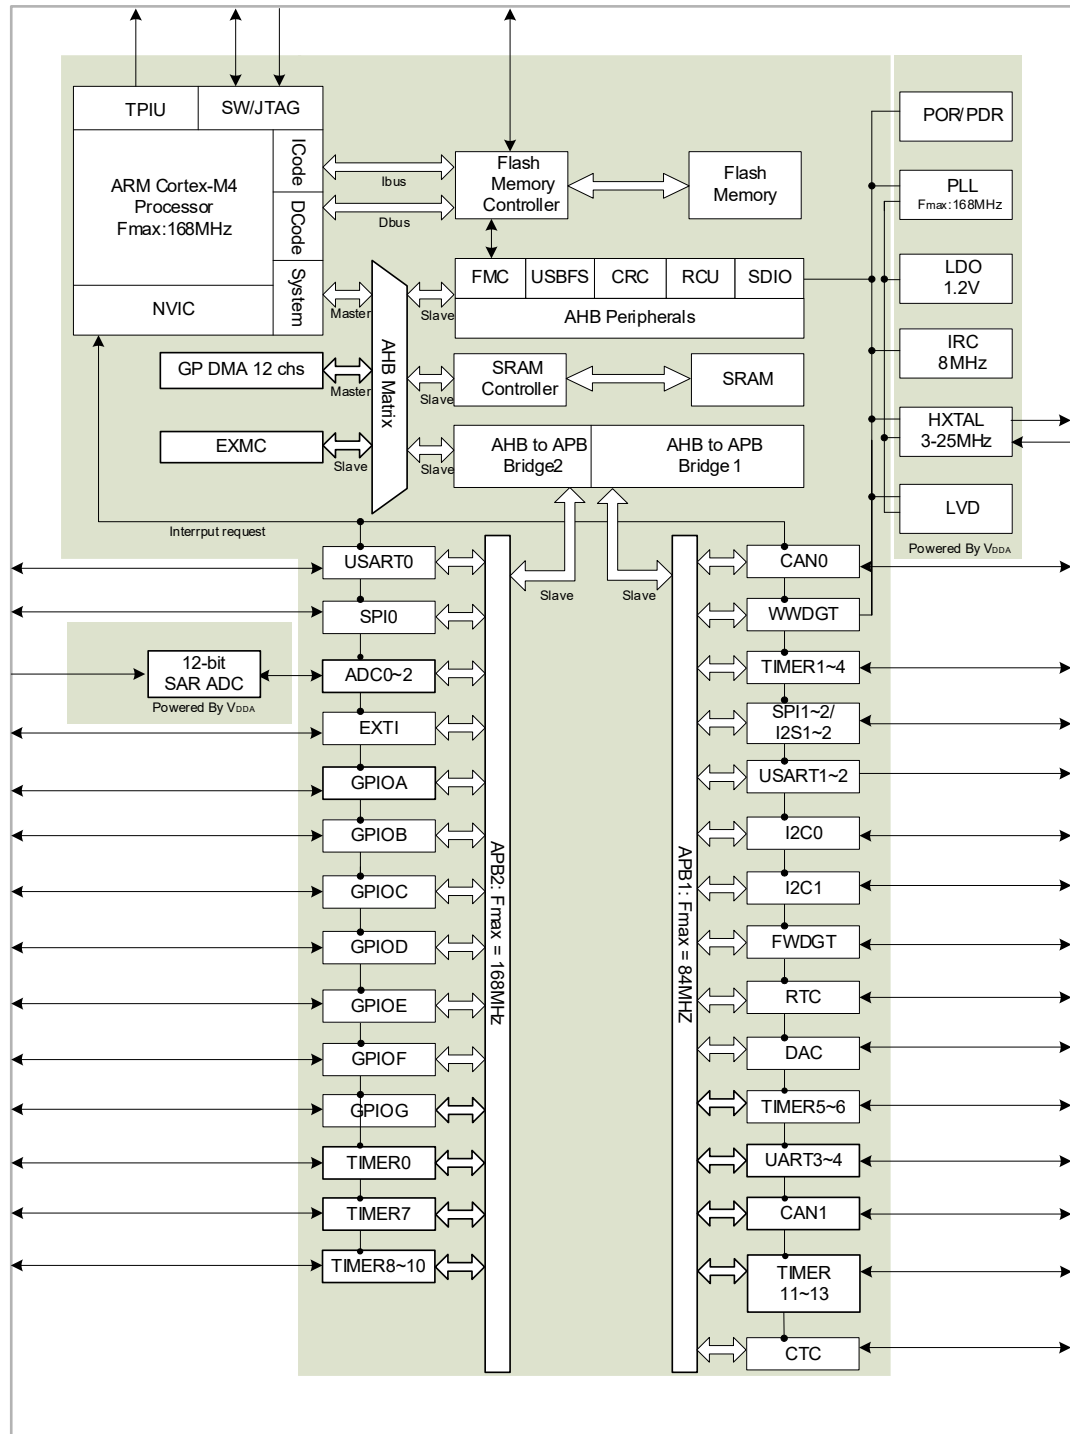 TPIU
SW/JTAG
ARM Cortex-M4
Processor
Fmax:168MHz
ICode
DCode
System
NVIC
Ibus
Dbus
Flash
Memory
Controller
Flash
Memory
FMC
USBFS
CRC
RCU
SDIO
AHB Peripherals
Master
Slave
GP DMA 12 chs
Master
AHB Matrix
Slave
SRAM
Controller
SRAM
EXMC
Slave
Slave
AHB to APB
Bridge2
AHB to APB
Bridge 1
POR/PDR
PLL
Fmax:168MHz
LDO
1.2V
IRC
8MHz
HXTAL
3-25MHz
LVD
Powered By VDDA
Interrput request
Slave
Slave
USART0
SPI0
12-bit
SAR ADC
Powered By VDDA
ADC0~2
EXTI
GPIOA
GPIOB
GPIOC
GPIOD
GPIOE
GPIOF
GPIOG
TIMER0
TIMER7
TIMER8~10
APB2: Fmax = 168MHz
APB1: Fmax = 84MHZ
CAN0
WWDGT
TIMER1~4
SPI1~2/
I2S1~2
USART1~2
I2C0
I2C1
FWDGT
RTC
DAC
TIMER5~6
UART3~4
CAN1
TIMER
11~13
CTC